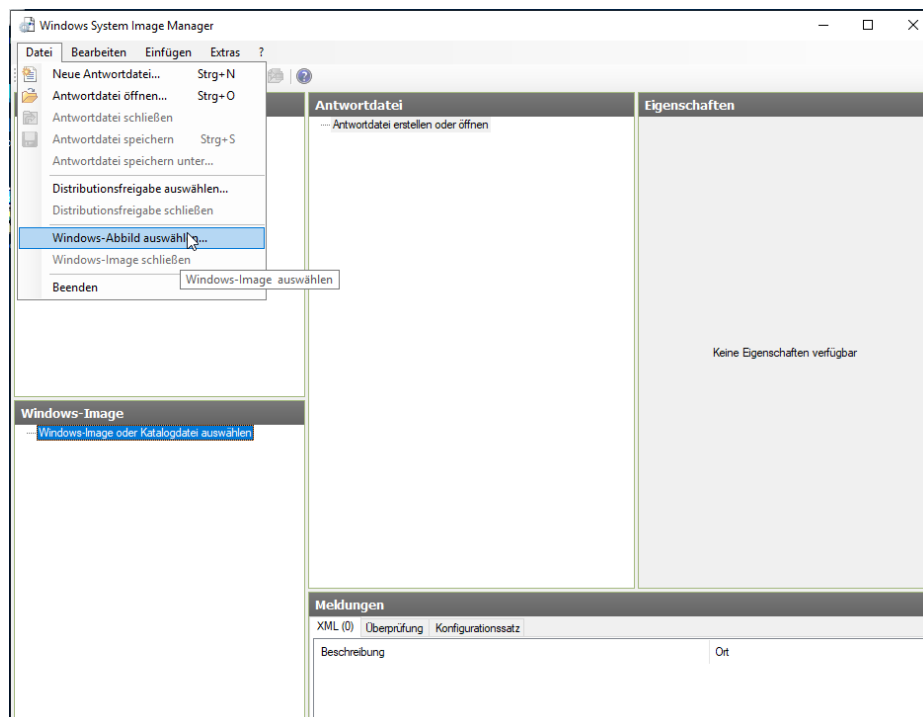 Windows System Image Manager
Datei Bearbeiten Einfügen Extras ?
Neue Antwortdatei... Strg+N
Antwortdatei öffnen... Strg+O
Antwortdatei schließen
Antwortdatei speichern Strg+S
Antwortdatei speichern unter...
Distributionsfreigabe auswählen...
Distributionsfreigabe schließen
Windows-Abbild auswählen...
Windows-Image schließen
Windows-Image auswählen
Beenden
Antwortdatei
Antwortdatei erstellen oder öffnen
Eigenschaften
Keine Eigenschaften verfügbar
Windows-Image
Windows-Image oder Katalogdatei auswählen
Meldungen
XML (0) Überprüfung Konfigurationssatz
Beschreibung Ort